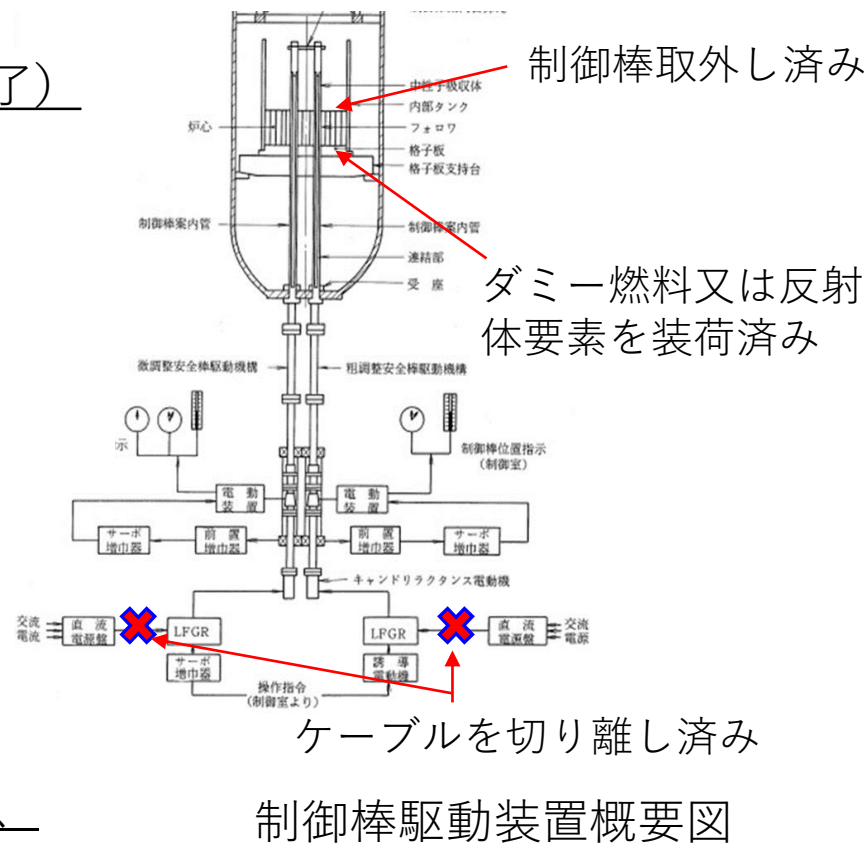 了）
制御棒取外し済み
中性子吸収体
内部タンク
炉心
フォロワ
格子板
格子板支持台
制御棒案内管
制御棒案内管
連結部
受座
ダミー燃料又は反射
体要素を装荷済み
微調整安全棒駆動機構
粗調整安全棒駆動機構
示
制御棒位置指示
（制御室）
電動
装置
電動
装置
サーボ
増巾器
前置
増巾器
前置
増巾器
サーボ
増巾器
キャンドリラクタンス電動機
交流
電流
直流
電源盤
LFGR
LFGR
直流
電源盤
交流
電源
サーボ
増巾器
誘導
電動機
操作指令
（制御室より）
ケーブルを切り離し済み
制御棒駆動装置概要図